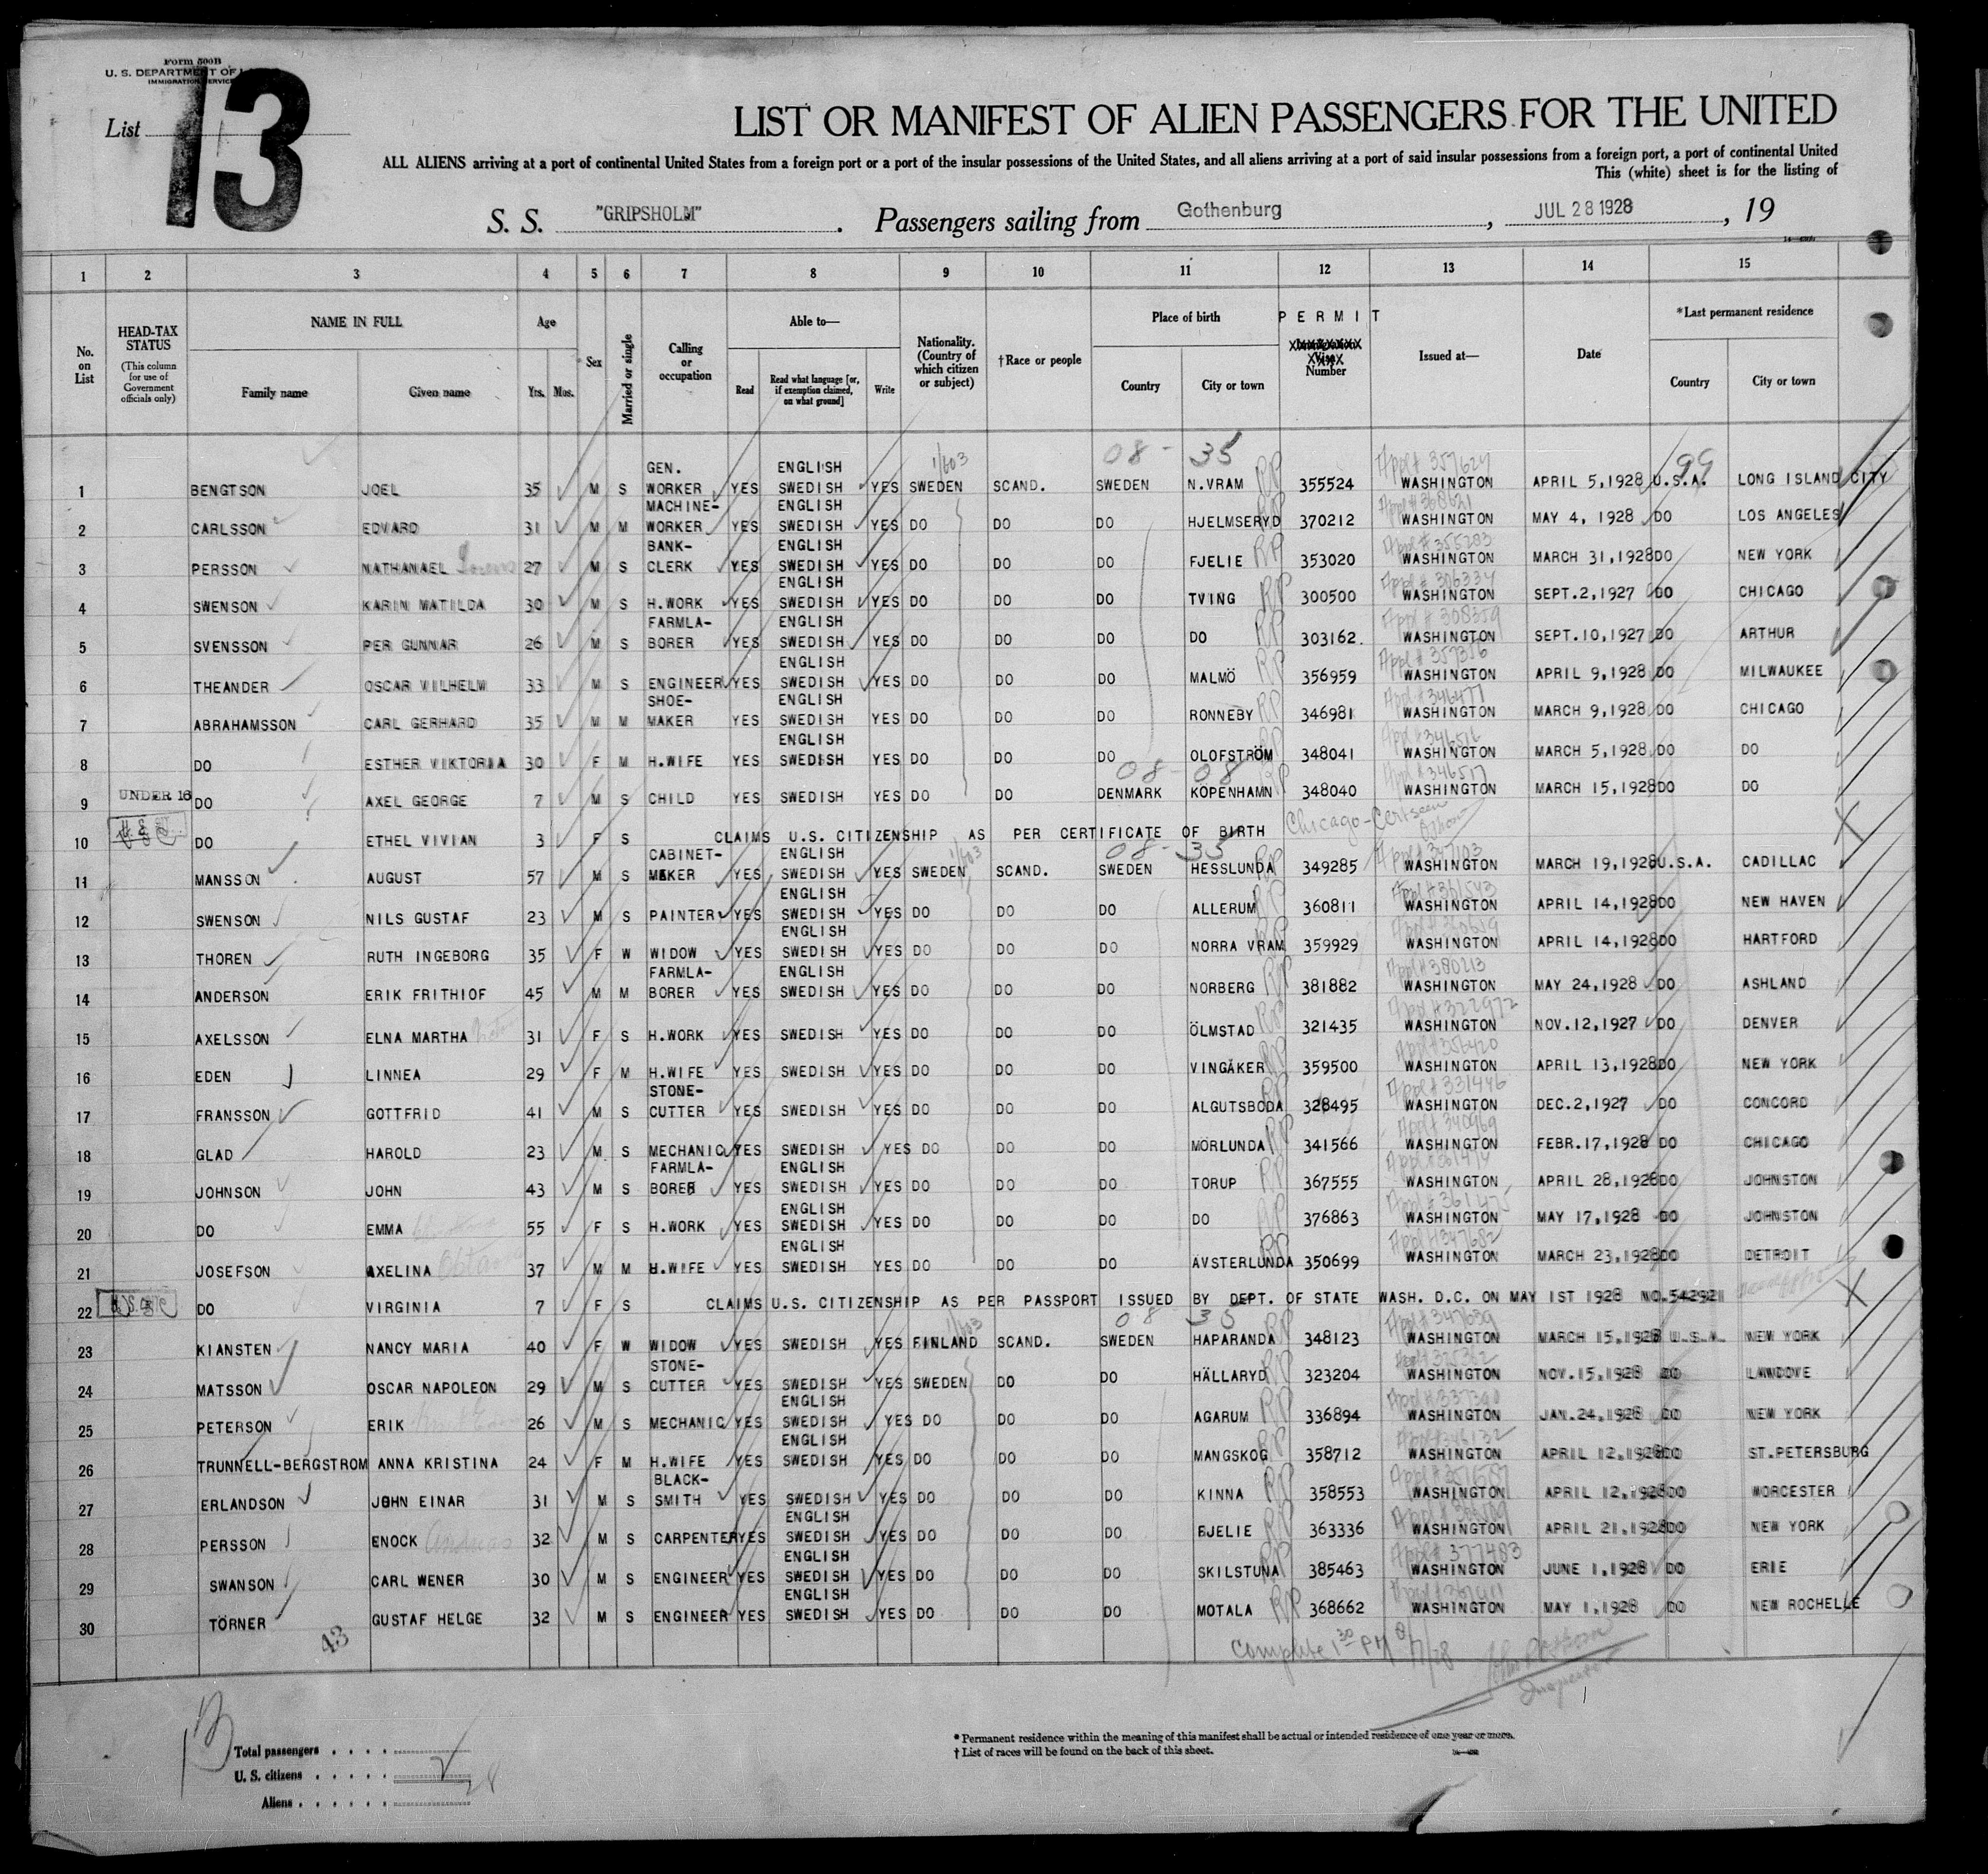 Form 500B
U. S. DEPARTMENT OF
IMMIGRATION SERVICE
List 13
LIST OR MANIFEST OF ALIEN PASSENGERS FOR THE UNITED
ALL ALIENS arriving at a port of continental United States from a foreign port or a port of the insular possessions of the United States, and all aliens arriving at a port of said insular possessions from a foreign port, a port of continental United
This (white) sheet is for the listing of
S. S. "GRIPSHOLM". Passengers sailing from Gothenburg, JUL 28 1928, 19
1 2 3 4 5 6 7 8 9 10 11 12 13 14 15
No. on List
HEAD-TAX STATUS (This column for use of Government officials only)
NAME IN FULL Family name Given name
Age Yrs. Mos.
Sex
Married or single
Calling or occupation
Able to— Read Read what language [or, if exemption claimed, on what ground] Write
Nationality. (Country of which citizen or subject)
†Race or people
Place of birth Country City or town
PERMIT Number
Issued at—
Date
*Last permanent residence Country City or town
08 - 35 99
1 BENGTSON JOEL 35 M S GEN. WORKER YES ENGLISH SWEDISH YES SWEDEN SCAND. SWEDEN N.VRAM 355524 WASHINGTON APRIL 5,1928 U.S.A. LONG ISLAND CITY
2 CARLSSON EDVARD 31 M M MACHINE-WORKER YES ENGLISH SWEDISH YES DO DO DO HJELMSERYD 370212 WASHINGTON MAY 4, 1928 DO LOS ANGELES
3 PERSSON NATHANAEL 27 M S BANK-CLERK YES ENGLISH SWEDISH YES DO DO DO FJELIE 353020 WASHINGTON MARCH 31,1928 DO NEW YORK
4 SWENSON KARIN MATILDA 30 M S H.WORK YES ENGLISH SWEDISH YES DO DO DO TVING 300500 WASHINGTON SEPT.2,1927 DO CHICAGO
5 SVENSSON PER GUNNAR 26 M S FARMLA-BORER YES ENGLISH SWEDISH YES DO DO DO DO 303162. WASHINGTON SEPT.10,1927 DO ARTHUR
6 THEANDER OSCAR VILHELM 33 M S ENGINEER YES ENGLISH SWEDISH YES DO DO DO MALMÖ 356959 WASHINGTON APRIL 9,1928 DO MILWAUKEE
7 ABRAHAMSSON CARL GERHARD 35 M M SHOE-MAKER YES ENGLISH SWEDISH YES DO DO DO RONNEBY 346981 WASHINGTON MARCH 9,1928 DO CHICAGO
8 DO ESTHER VIKTORIA 30 F M H.WIFE YES ENGLISH SWEDISH YES DO DO DO OLOFSTRÖM 348041 WASHINGTON MARCH 5,1928 DO DO
08 - 08
9 UNDER 16 DO AXEL GEORGE 7 M S CHILD YES SWEDISH YES DO DO DENMARK KÖPENHAMN 348040 WASHINGTON MARCH 15,1928 DO DO
10 DO ETHEL VIVIAN 3 F S CLAIMS U.S. CITIZENSHIP AS PER CERTIFICATE OF BIRTH Chicago-Cert seen
08 - 35
11 MANSSON AUGUST 57 M S CABINET-MAKER YES ENGLISH SWEDISH YES SWEDEN SCAND. SWEDEN HESSLUNDA 349285 WASHINGTON MARCH 19,1928 U.S.A. CADILLAC
12 SWENSON NILS GUSTAF 23 M S PAINTER YES ENGLISH SWEDISH YES DO DO DO ALLERUM 360811 WASHINGTON APRIL 14,1928 DO NEW HAVEN
13 THOREN RUTH INGEBORG 35 F W WIDOW YES ENGLISH SWEDISH YES DO DO DO NORRA VRAM 359929 WASHINGTON APRIL 14,1928 DO HARTFORD
14 ANDERSON ERIK FRITHIOF 45 M M FARMLA-BORER YES ENGLISH SWEDISH YES DO DO DO NORBERG 381882 WASHINGTON MAY 24,1928 DO ASHLAND
15 AXELSSON ELNA MARTHA 31 F S H.WORK YES SWEDISH YES DO DO DO ÖLMSTAD 321435 WASHINGTON NOV.12,1927 DO DENVER
16 EDEN LINNEA 29 F M H.WIFE YES SWEDISH YES DO DO DO VINGÅKER 359500 WASHINGTON APRIL 13,1928 DO NEW YORK
17 FRANSSON GOTTFRID 41 M S STONE-CUTTER YES SWEDISH YES DO DO DO ALGUTSBODA 328495 WASHINGTON DEC.2,1927 DO CONCORD
18 GLAD HAROLD 23 M S MECHANIC YES SWEDISH YES DO DO DO MÖRLUNDA 341566 WASHINGTON FEBR.17,1928 DO CHICAGO
19 JOHNSON JOHN 43 M S FARMLA-BORER YES ENGLISH SWEDISH YES DO DO DO TORUP 367555 WASHINGTON APRIL 28,1928 DO JOHNSTON
20 DO EMMA 55 F S H.WORK YES ENGLISH SWEDISH YES DO DO DO DO 376863 WASHINGTON MAY 17,1928 DO JOHNSTON
21 JOSEFSON AXELINA 37 M M H.WIFE YES ENGLISH SWEDISH YES DO DO DO ÄVSTERLUNDA 350699 WASHINGTON MARCH 23,1928 DO DETROIT
22 DO VIRGINIA 7 F S CLAIMS U.S. CITIZENSHIP AS PER PASSPORT ISSUED BY DEPT. OF STATE WASH. D.C. ON MAY 1ST 1928 NO.542921
08 35
23 KIANSTEN NANCY MARIA 40 F W WIDOW YES SWEDISH YES FINLAND SCAND. SWEDEN HAPARANDA 348123 WASHINGTON MARCH 15,1928 U.S.A. NEW YORK
24 MATSSON OSCAR NAPOLEON 29 M S STONE-CUTTER YES SWEDISH YES SWEDEN DO DO HÄLLARYD 323204 WASHINGTON NOV.15,1928 DO
25 PETERSON ERIK 26 M S MECHANIC YES ENGLISH SWEDISH YES DO DO DO AGARUM 336894 WASHINGTON JAN.24,1928 DO NEW YORK
26 TRUNNELL-BERGSTROM ANNA KRISTINA 24 F M H.WIFE YES ENGLISH SWEDISH YES DO DO DO MANGSKOG 358712 WASHINGTON APRIL 12,1928 DO ST.PETERSBURG
27 ERLANDSON JOHN EINAR 31 M S BLACK-SMITH YES SWEDISH YES DO DO DO KINNA 358553 WASHINGTON APRIL 12,1928 DO WORCESTER
28 PERSSON ENOCK Andreas 32 M S CARPENTER YES ENGLISH SWEDISH YES DO DO DO FJELIE 363336 WASHINGTON APRIL 21,1928 DO NEW YORK
29 SWANSON CARL WENER 30 M S ENGINEER YES ENGLISH SWEDISH YES DO DO DO SKILSTUNA 385463 WASHINGTON JUNE 1,1928 DO ERIE
30 TÖRNER GUSTAF HELGE 32 M S ENGINEER YES ENGLISH SWEDISH YES DO DO DO MOTALA 368662 WASHINGTON MAY 1,1928 DO NEW ROCHELLE
43
Complete 1 30 PM
Inspector
Total passengers
U. S. citizens 2
Aliens 28
* Permanent residence within the meaning of this manifest shall be actual or intended residence of one year or more.
† List of races will be found on the back of this sheet.